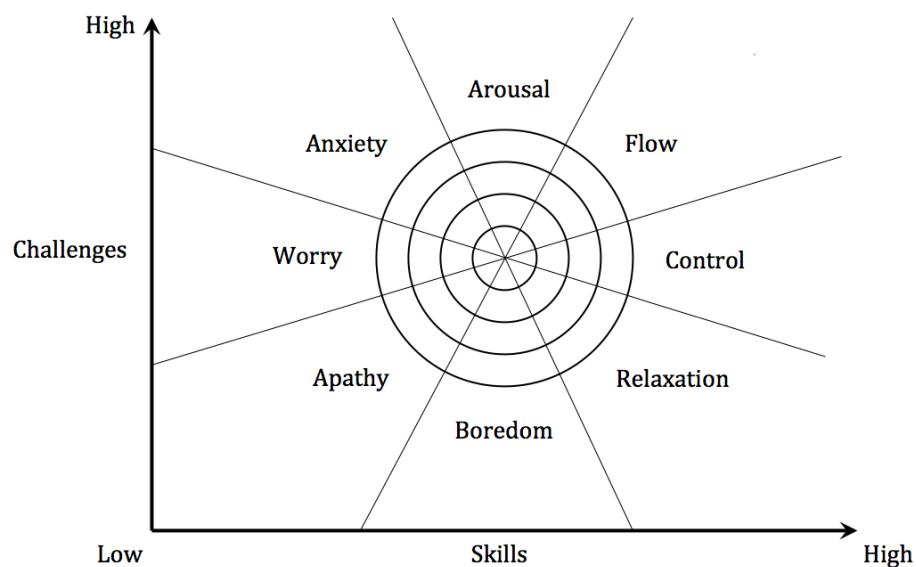 High
Arousal
Anxiety
Flow
Challenges
Worry
Control
Apathy
Relaxation
Boredom
Low
Skills
High